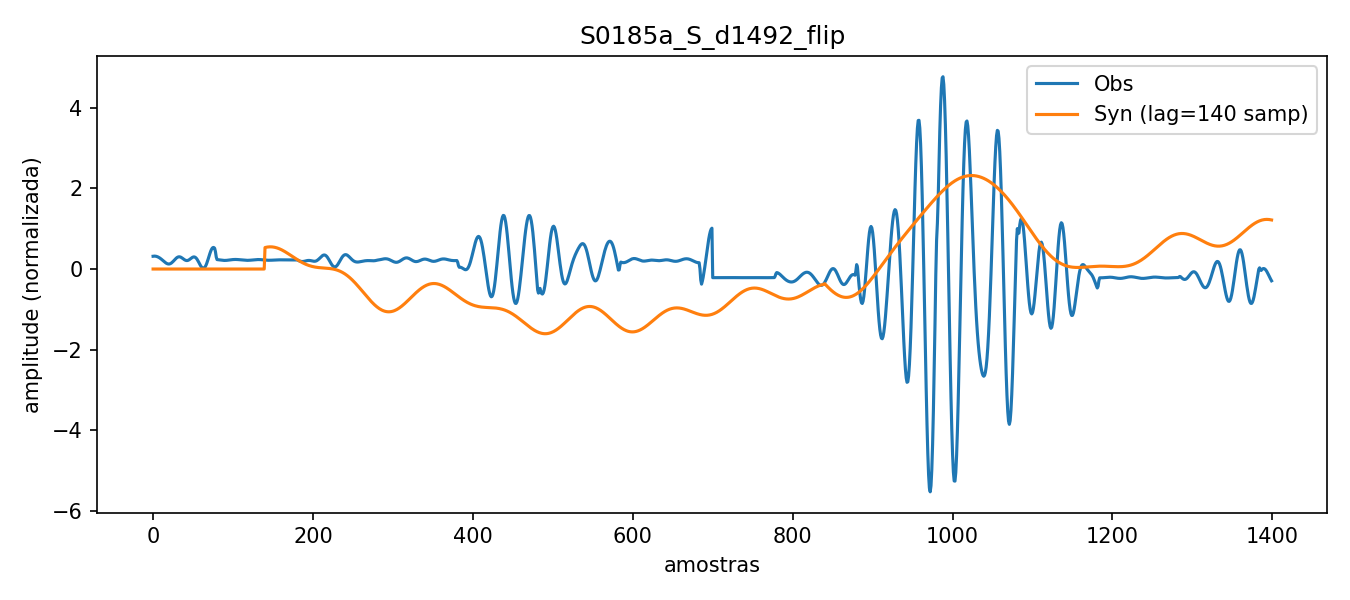 S0185a_S_d1492_flip
Obs
Syn (lag=140 samp)
amplitude (normalizada)
4
2
0
−2
−4
−6
0 200 400 600 800 1000 1200 1400
amostras